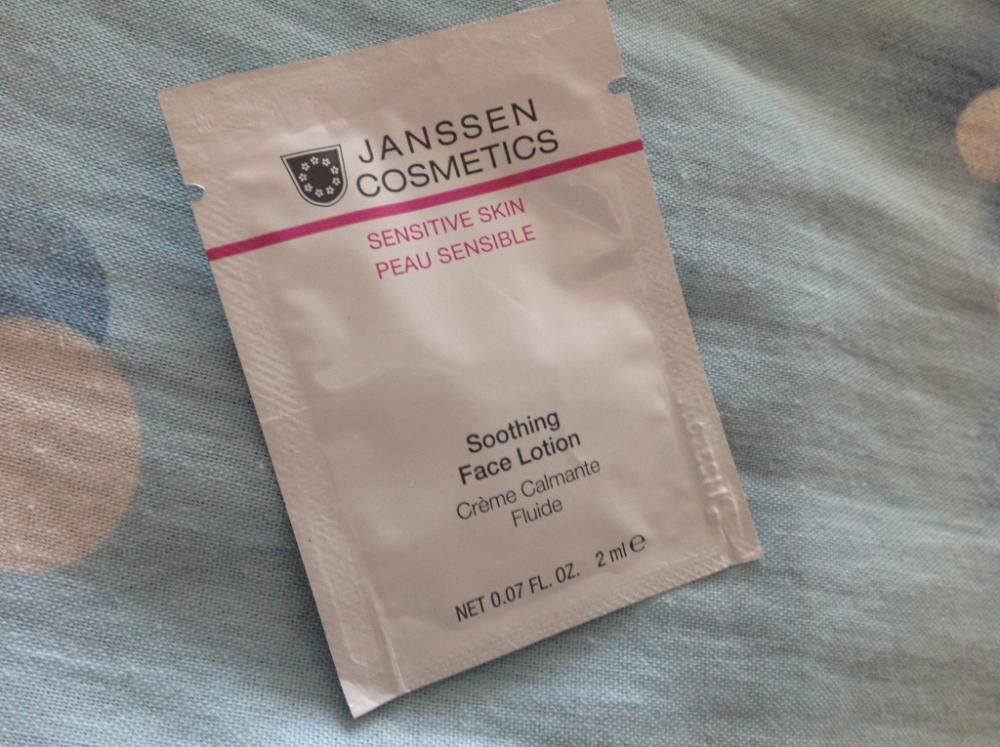 JANSSEN
COSMETICS
SENSITIVE SKIN
PEAU SENSIBLE
Soothing
Face Lotion
Crème Calmante
Fluide
NET 0.07 FL. OZ. 2 ml ℮